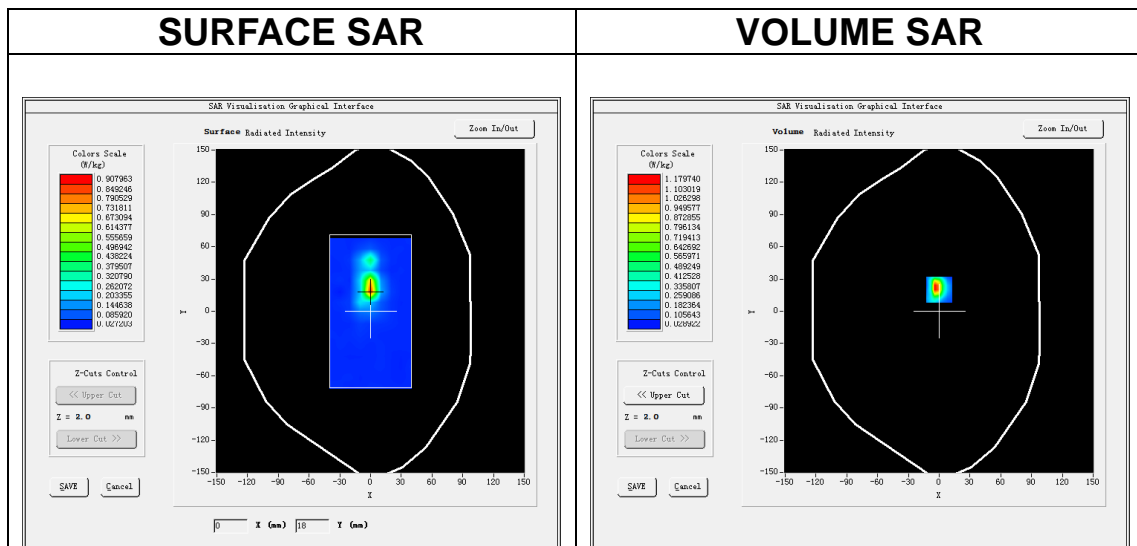 SURFACE SAR
VOLUME SAR
SAR Visualisation Graphical Interface
Surface Radiated Intensity
Zoom In/Out
Colors Scale
(W/kg)
0.907963
0.849246
0.790529
0.731811
0.673094
0.614377
0.555659
0.496942
0.438224
0.379507
0.320790
0.262072
0.203355
0.144638
0.085920
0.027203
Z-Cuts Control
<< Upper Cut
Z = 2.0 mm
Lower Cut >>
SAVE Cancel
150
120
90
60
30
0
-30
-60
-90
-120
-150
Y
-150 -120 -90 -60 -30 0 30 60 90 120 150
X
0 X (mm) 18 Y (mm)
SAR Visualisation Graphical Interface
Volume Radiated Intensity
Zoom In/Out
Colors Scale
(W/kg)
1.179740
1.103019
1.026298
0.949577
0.872855
0.796134
0.719413
0.642692
0.565971
0.489249
0.412528
0.335807
0.259086
0.182364
0.105643
0.028922
Z-Cuts Control
<< Upper Cut
Z = 2.0 mm
Lower Cut >>
SAVE Cancel
150
120
90
60
30
0
-30
-60
-90
-120
-150
Y
-150 -120 -90 -60 -30 0 30 60 90 120 150
X